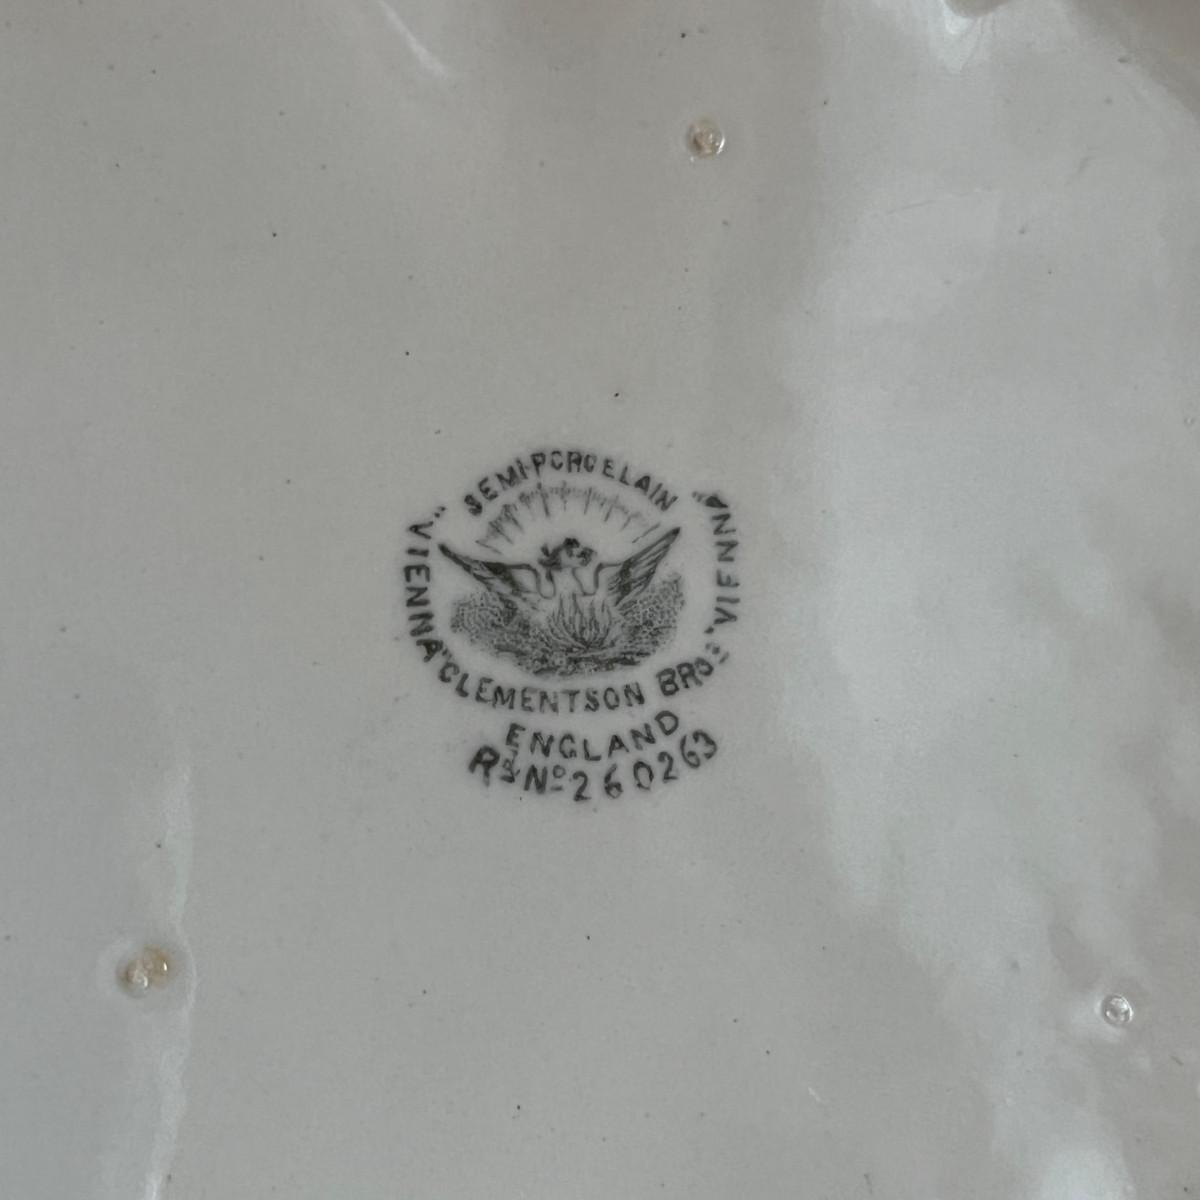 SEMI-PORCELAIN
"VIENNA"
"VIENNA"
CLEMENTSON BROS
ENGLAND
Rd No 260263